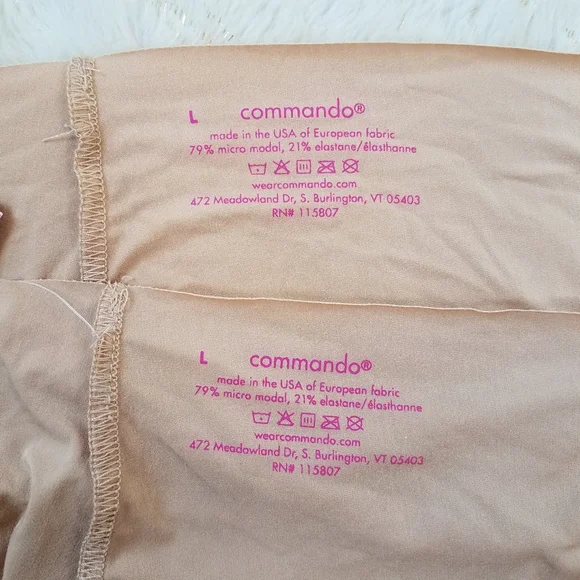 L commando®
made in the USA of European fabric
79% micro modal, 21% elastane/élasthanne
wearcommando.com
472 Meadowland Dr, S. Burlington, VT 05403
RN# 115807
L commando®
made in the USA of European fabric
79% micro modal, 21% elastane/élasthanne
wearcommando.com
472 Meadowland Dr, S. Burlington, VT 05403
RN# 115807